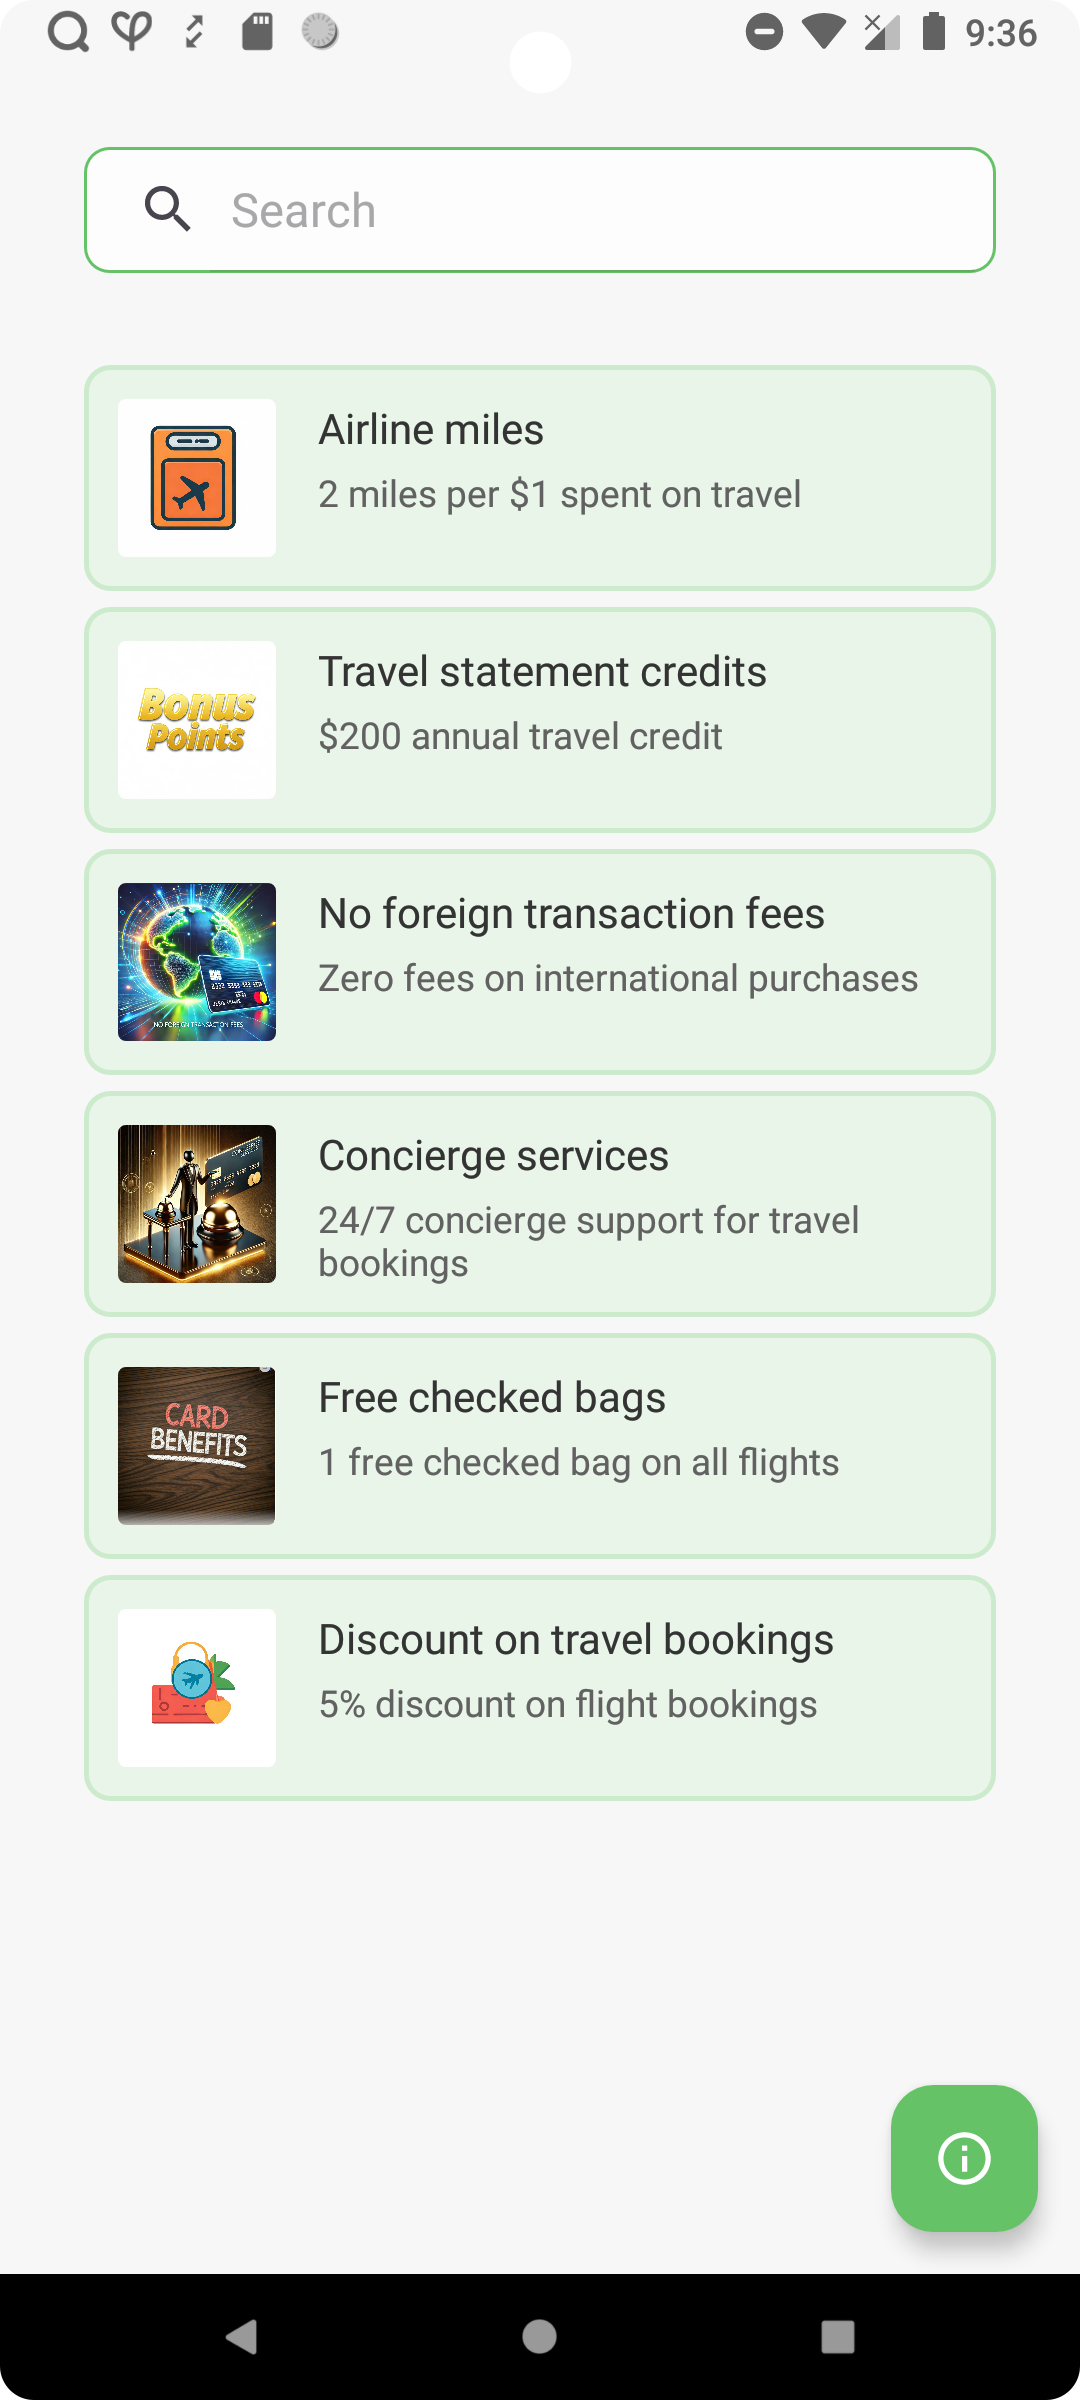 9:36
Search
Airline miles
2 miles per $1 spent on travel
Bonus
Points
Travel statement credits
$200 annual travel credit
No foreign transaction fees
Zero fees on international purchases
NO FOREIGN TRANSACTION FEES
Concierge services
24/7 concierge support for travel
bookings
CARD
BENEFITS
Free checked bags
1 free checked bag on all flights
Discount on travel bookings
5% discount on flight bookings